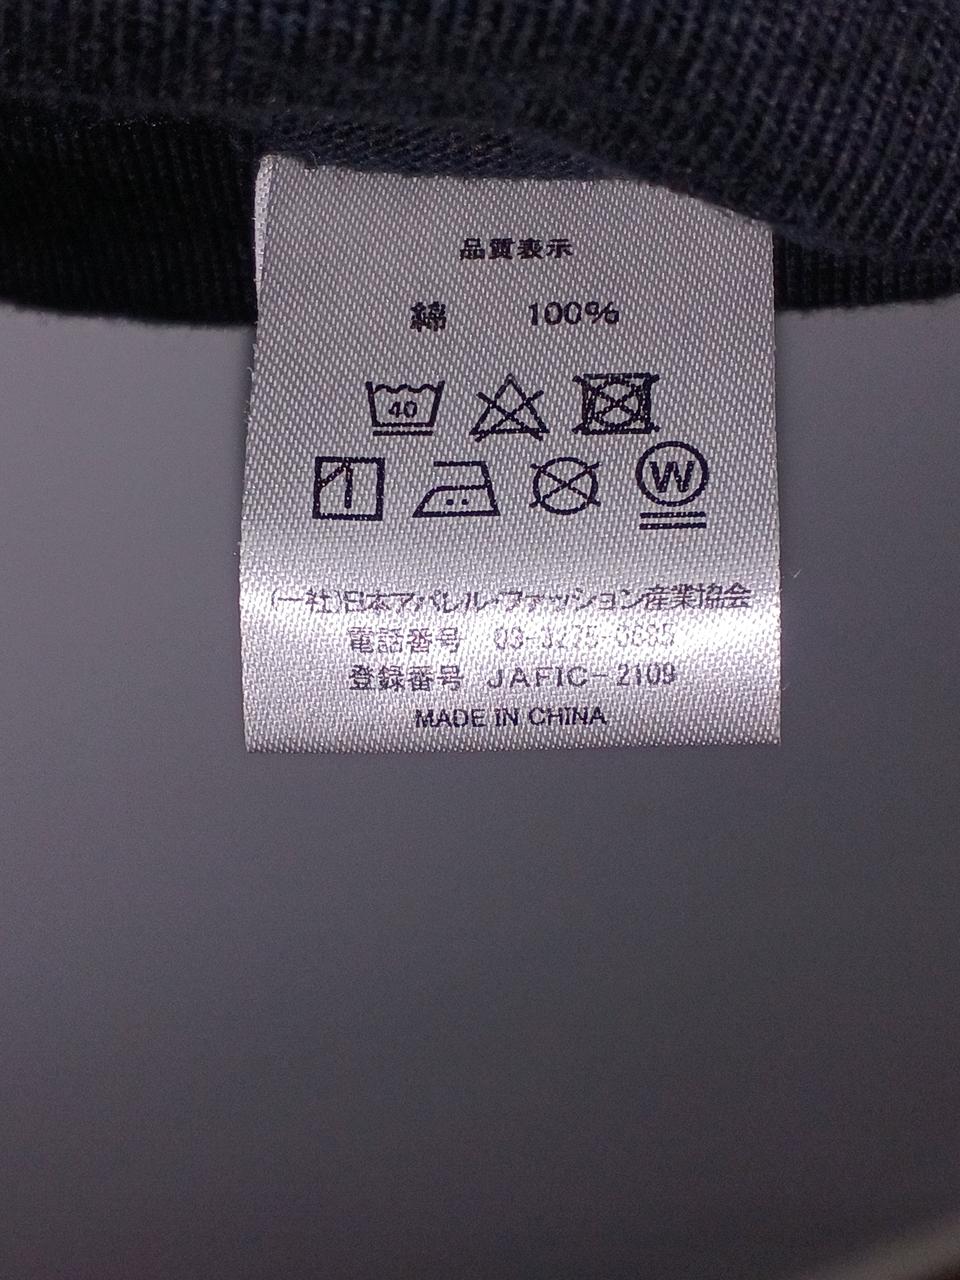 品質表示
綿 100%
40
W
(一社)日本アパレル・ファッション産業協会
電話番号
登録番号 JAFIC-2109
MADE IN CHINA